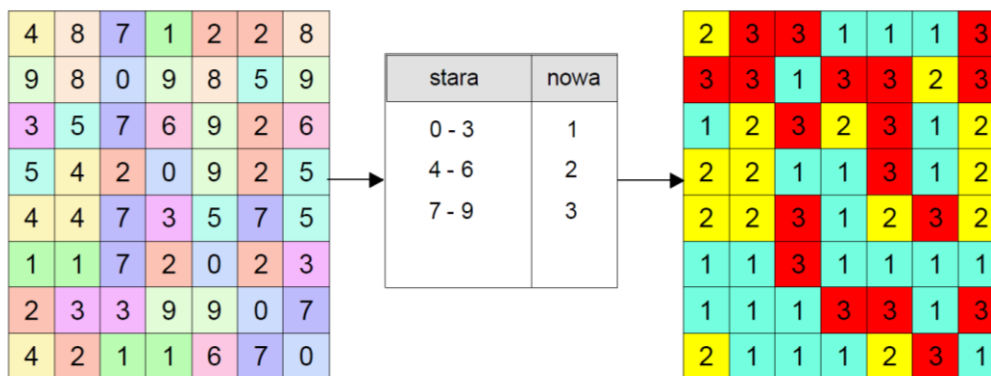 4 8 7 1 2 2 8
9 8 0 9 8 5 9
3 5 7 6 9 2 6
5 4 2 0 9 2 5
4 4 7 3 5 7 5
1 1 7 2 0 2 3
2 3 3 9 9 0 7
4 2 1 1 6 7 0
stara nowa
0 - 3 1
4 - 6 2
7 - 9 3
2 3 3 1 1 1 3
3 3 1 3 3 2 3
1 2 3 2 3 1 2
2 2 1 1 3 1 2
2 2 3 1 2 3 2
1 1 3 1 1 1 1
1 1 1 3 3 1 3
2 1 1 1 2 3 1